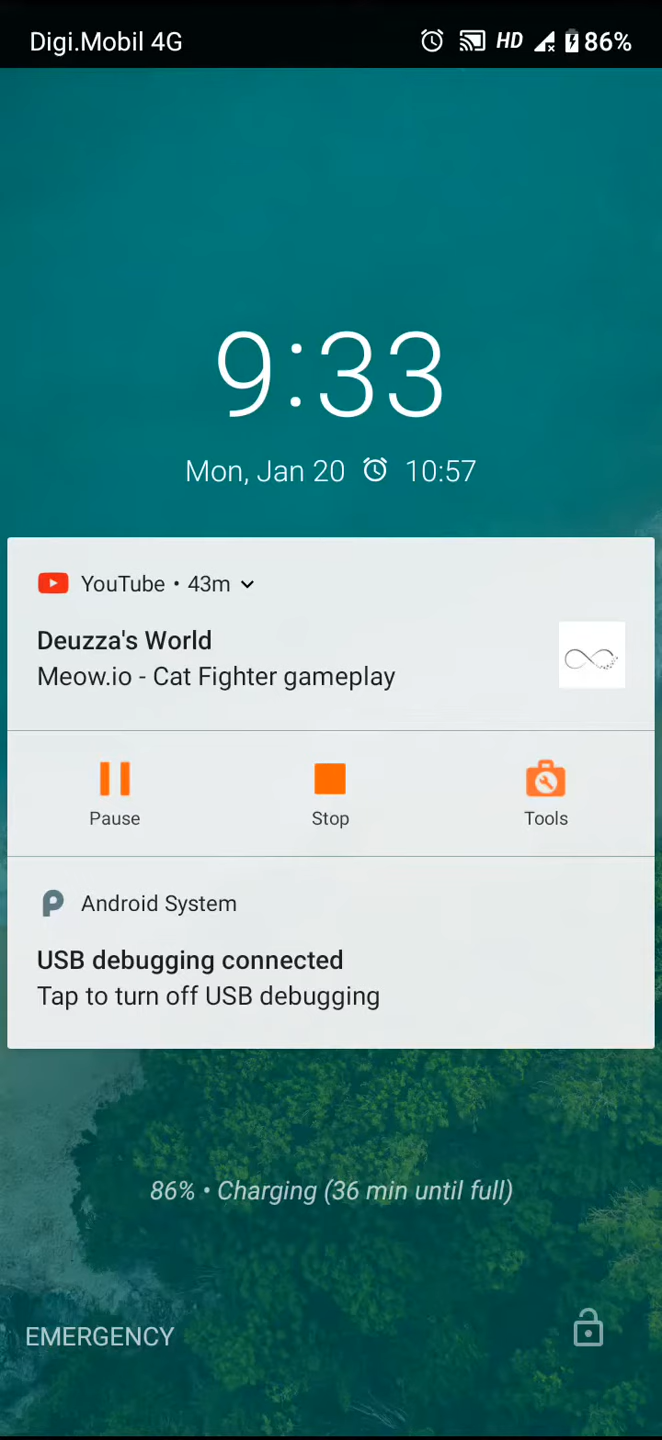 Digi.Mobil 4G HD 86%
9:33
Mon, Jan 20 10:57
YouTube • 43m
Deuzza's World
Meow.io - Cat Fighter gameplay
Pause Stop Tools
Android System
USB debugging connected
Tap to turn off USB debugging
86% • Charging (36 min until full)
EMERGENCY